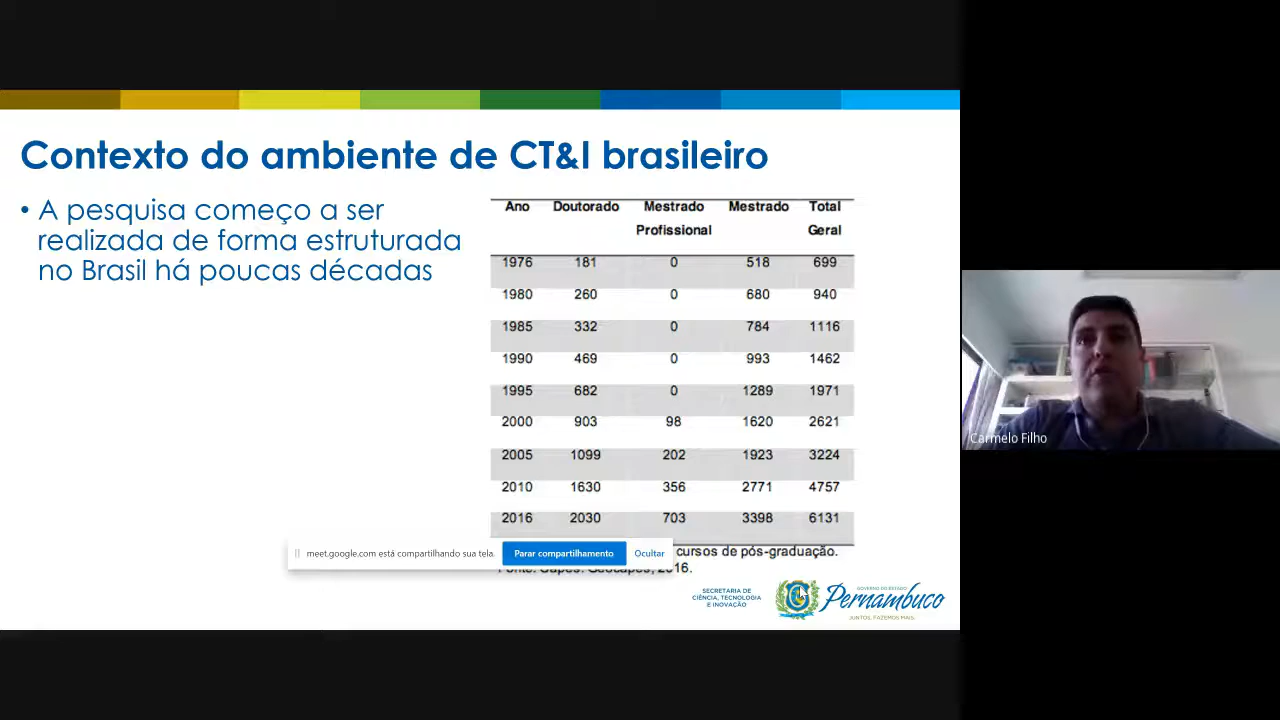 Contexto do ambiente de CT&I brasileiro
• A pesquisa começo a ser
realizada de forma estruturada
no Brasil há poucas décadas
Ano Doutorado Mestrado Mestrado Total
Profissional Geral
1976 181 0 518 699
1980 260 0 680 940
1985 332 0 784 1116
1990 469 0 993 1462
1995 682 0 1289 1971
2000 903 98 1620 2621
2005 1099 202 1923 3224
2010 1630 356 2771 4757
2016 2030 703 3398 6131
cursos de pós-graduação.
Fonte: Capes. Geocapes, 2016.
meet.google.com está compartilhando sua tela.
Parar compartilhamento
Ocultar
SECRETARIA DE
CIÊNCIA, TECNOLOGIA
E INOVAÇÃO
GOVERNO DO ESTADO
Pernambuco
JUNTOS, FAZEMOS MAIS.
Carmelo Filho